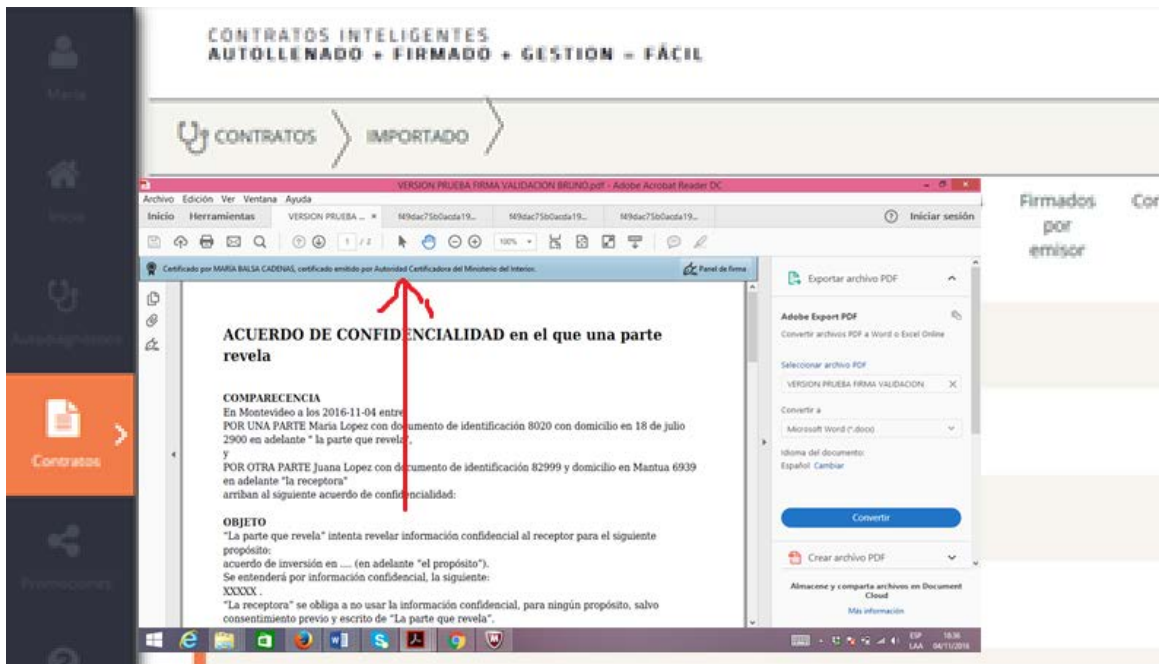 CONTRATOS INTELIGENTES
AUTOLLENADO + FIRMADO + GESTION = FÁCIL
María
Inicio
Autodiagnóstico
Contratos
Promociones
CONTRATOS
IMPORTADO
Firmados
por
emisor
VERSION PRUEBA FIRMA VALIDACION BRUNO.pdf - Adobe Acrobat Reader DC
Archivo Edición Ver Ventana Ayuda
Inicio Herramientas VERSION PRUEBA ... × f49dac75b0acda19... f49dac75b0acda19... f49dac75b0acda19... Iniciar sesión
1 / 2 100%
Certificado por MARÍA BALSA CADENAS, certificado emitido por Autoridad Certificadora del Ministerio del Interior. Panel de firma
ACUERDO DE CONFIDENCIALIDAD en el que una parte
revela
COMPARECENCIA
En Montevideo a los 2016-11-04 entre
POR UNA PARTE Maria Lopez con documento de identificación 8020 con domicilio en 18 de julio
2900 en adelante " la parte que revela",
y
POR OTRA PARTE Juana Lopez con documento de identificación 82999 y domicilio en Mantua 6939
en adelante "la receptora"
arriban al siguiente acuerdo de confidencialidad:
OBJETO
"La parte que revela" intenta revelar información confidencial al receptor para el siguiente
propósito:
acuerdo de inversión en .... (en adelante "el propósito").
Se entenderá por información confidencial, la siguiente:
XXXXX .
"La receptora" se obliga a no usar la información confidencial, para ningún propósito, salvo
consentimiento previo y escrito de "La parte que revela".
Exportar archivo PDF
Adobe Export PDF
Convertir archivos PDF a Word o Excel Online
Seleccionar archivo PDF
VERSION PRUEBA FIRMA VALIDACION X
Convertir a
Microsoft Word (*.docx)
Idioma del documento:
Español Cambiar
Convertir
Crear archivo PDF
Almacene y comparta archivos en Document
Cloud
Más información
ESP 18:36
LAA 04/11/2016